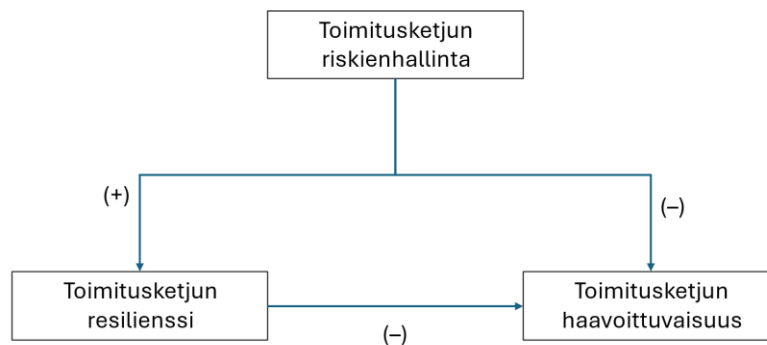 Toimitusketjun
riskienhallinta
(+)
(–)
Toimitusketjun
resilienssi
(–)
Toimitusketjun
haavoittuvaisuus